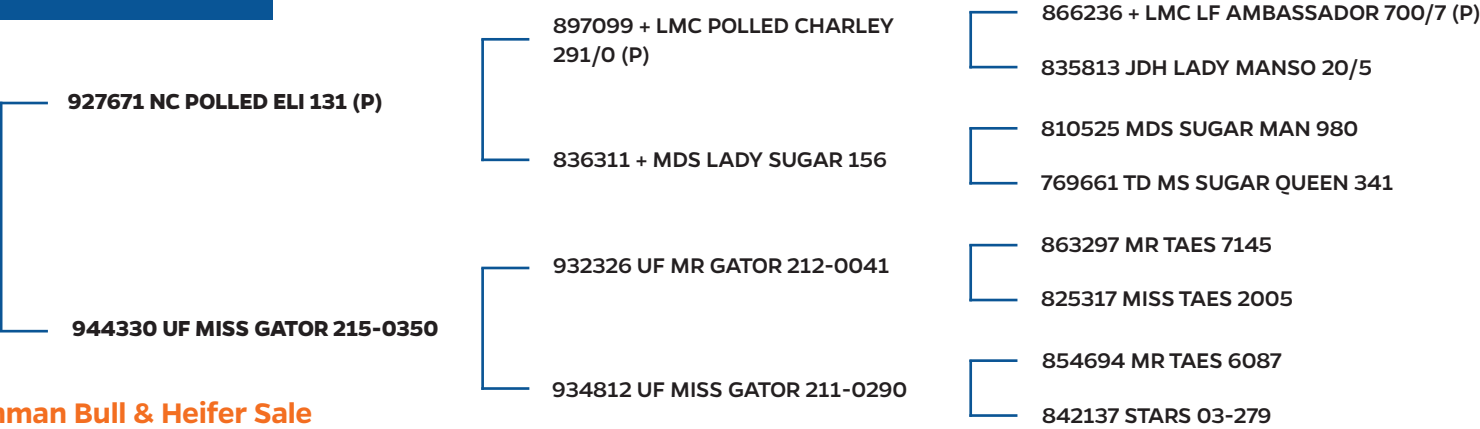 866236 + LMC LF AMBASSADOR 700/7 (P)
897099 + LMC POLLED CHARLEY
291/0 (P)
835813 JDH LADY MANSO 20/5
927671 NC POLLED ELI 131 (P)
810525 MDS SUGAR MAN 980
836311 + MDS LADY SUGAR 156
769661 TD MS SUGAR QUEEN 341
863297 MR TAES 7145
932326 UF MR GATOR 212-0041
825317 MISS TAES 2005
944330 UF MISS GATOR 215-0350
854694 MR TAES 6087
934812 UF MISS GATOR 211-0290
842137 STARS 03-279
Bull & Heifer Sale